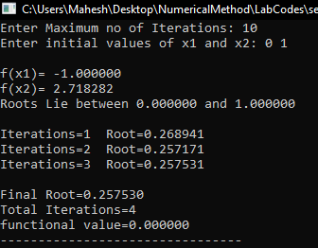 C:\Users\Mahesh\Desktop\NumericalMethod\LabCodes\se
Enter Maximum no of Iterations: 10
Enter initial values of x1 and x2: 0 1
f(x1)= -1.000000
f(x2)= 2.718282
Roots Lie between 0.000000 and 1.000000
Iterations=1  Root=0.268941
Iterations=2  Root=0.257171
Iterations=3  Root=0.257531
Final Root=0.257530
Total Iterations=4
functional value=0.000000
--------------------------------